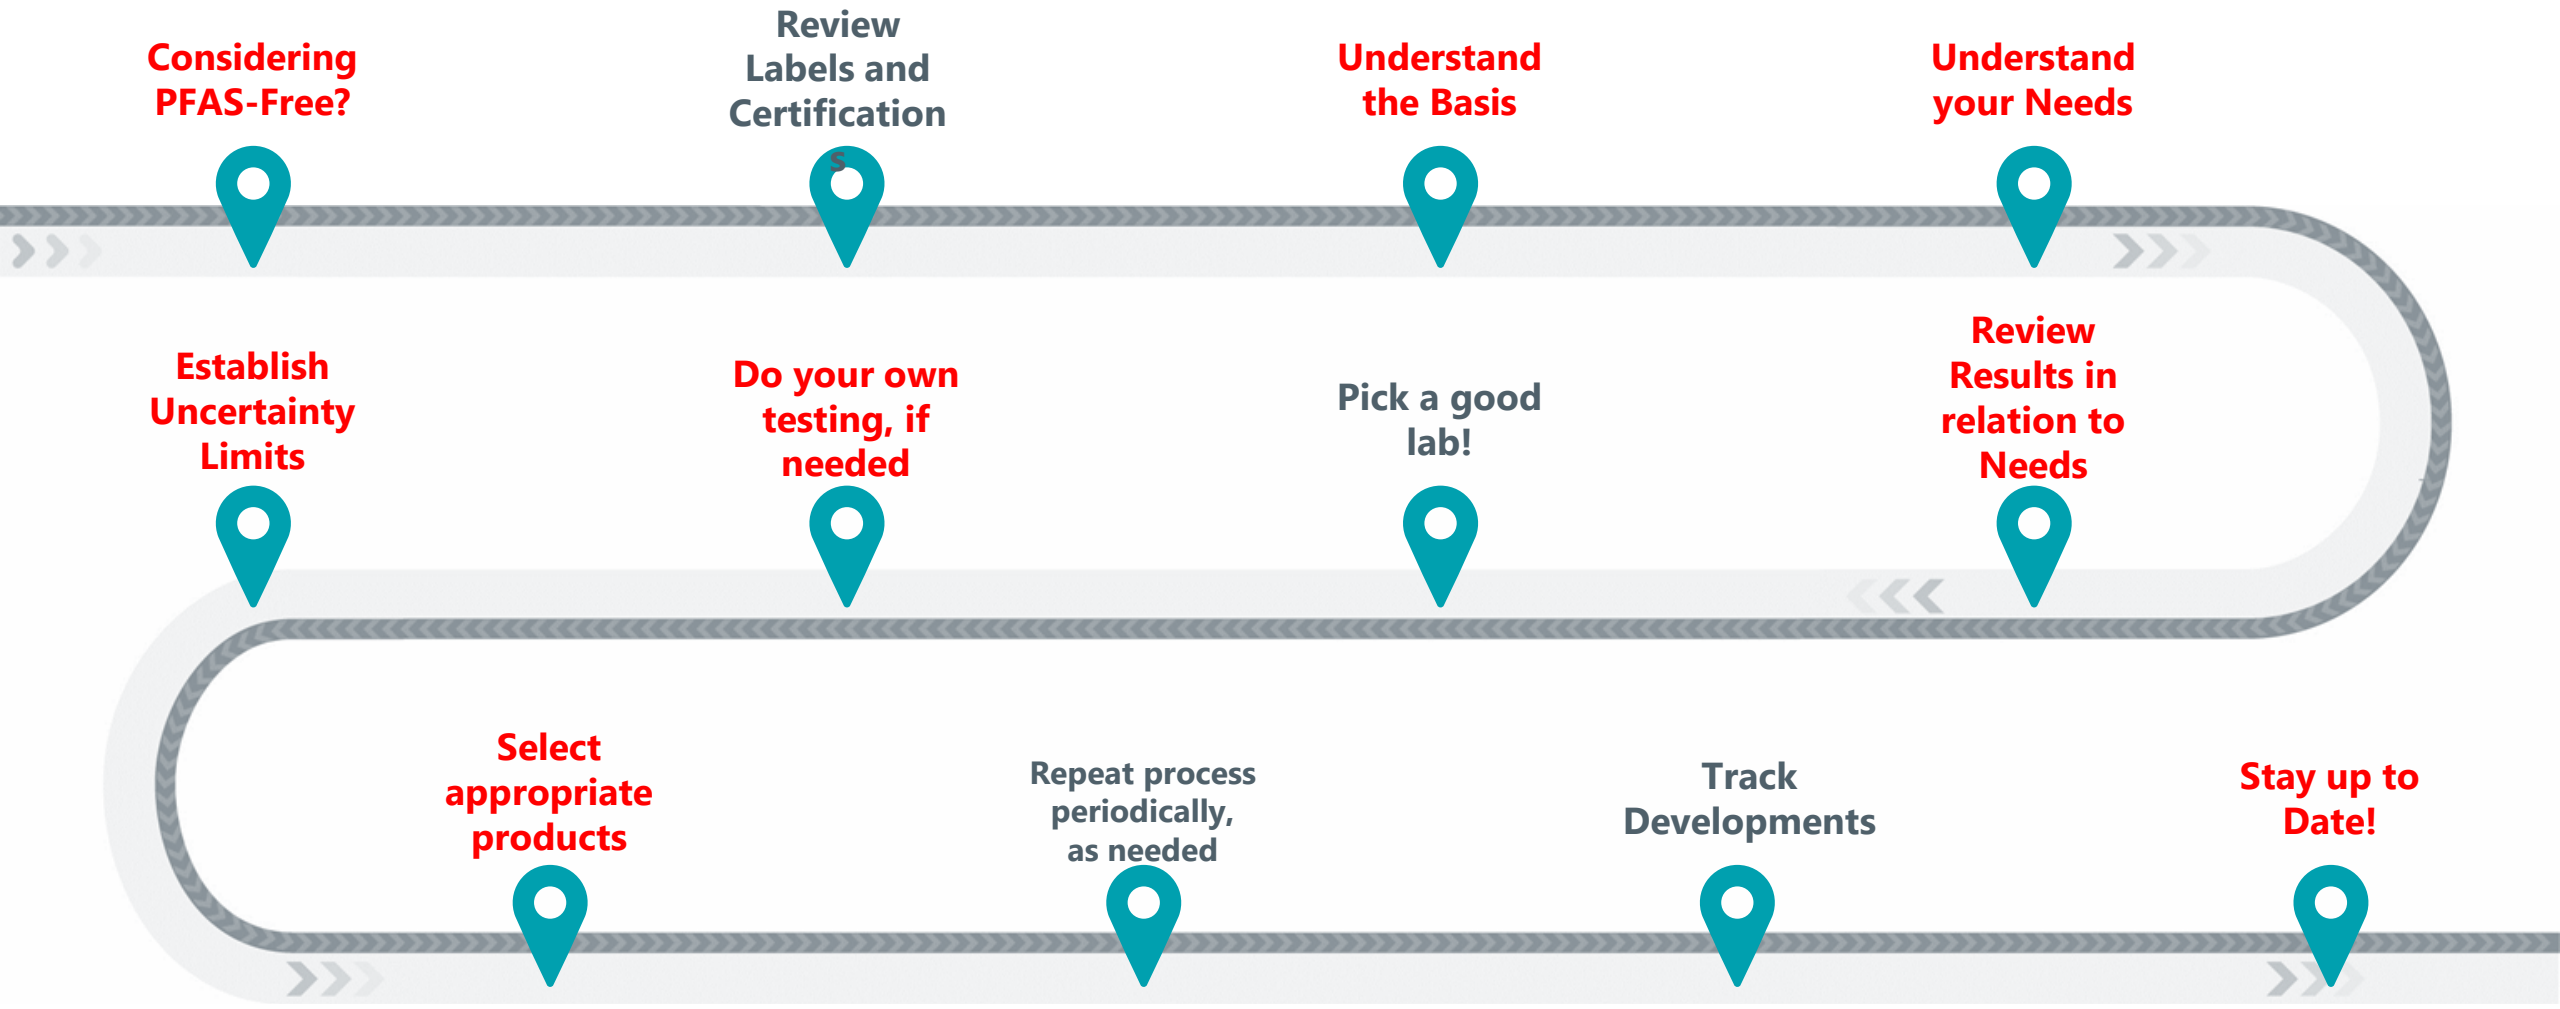 Considering
PFAS-Free?
Review
Labels and
Certification
s
Understand
the Basis
Understand
your Needs
Establish
Uncertainty
Limits
Do your own
testing, if
needed
Pick a good
lab!
Review
Results in
relation to
Needs
Select
appropriate
products
Repeat process
periodically,
as needed
Track
Developments
Stay up to
Date!